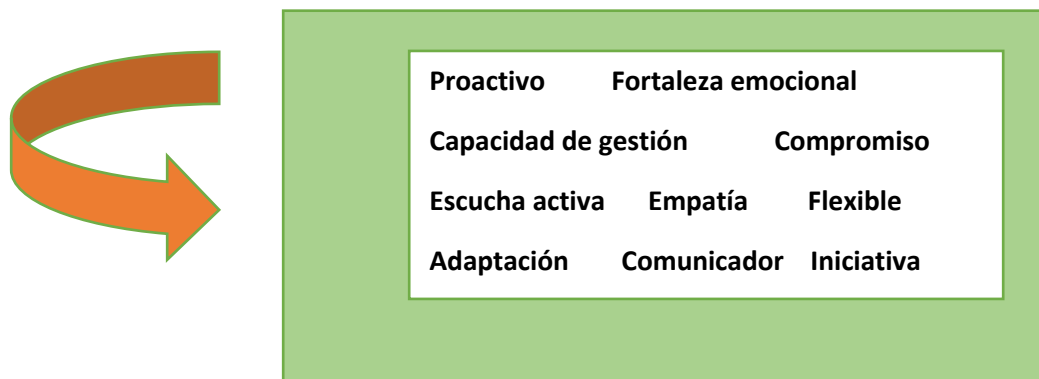 Proactivo Fortaleza emocional
Capacidad de gestión Compromiso
Escucha activa Empatía Flexible
Adaptación Comunicador Iniciativa